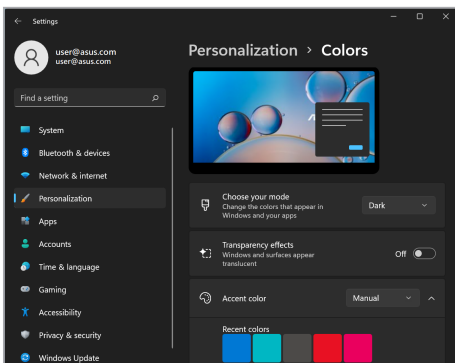 Settings
user@asus.com
user@asus.com
Find a setting
System
Bluetooth & devices
Network & internet
Personalization
Apps
Accounts
Time & language
Gaming
Accessibility
Privacy & security
Windows Update
Personalization > Colors
Choose your mode
Change the colors that appear in
Windows and your apps
Dark
Transparency effects
Windows and surfaces appear
translucent
Off
Accent color
Manual
Recent colors